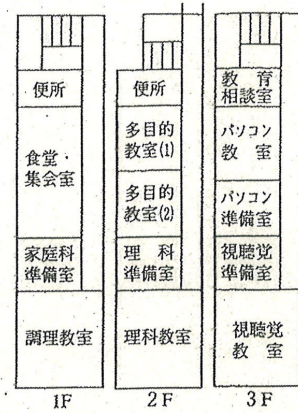 便所
食堂・
集会室
家庭科
準備室
調理教室
1F
便所
多目的
教室(1)
多目的
教室(2)
理科
準備室
理科教室
2F
教育
相談室
パソコン
教室
パソコン
準備室
視聴覚
準備室
視聴覚
教室
3F